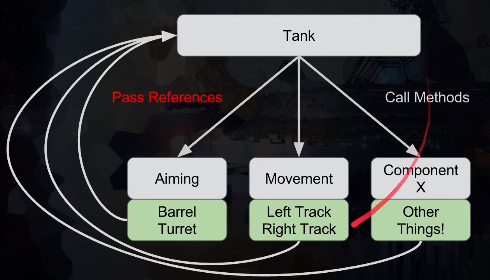 Tank
Pass References
Call Methods
Aiming
Movement
Component
X
Barrel
Turret
Left Track
Right Track
Other
Things!